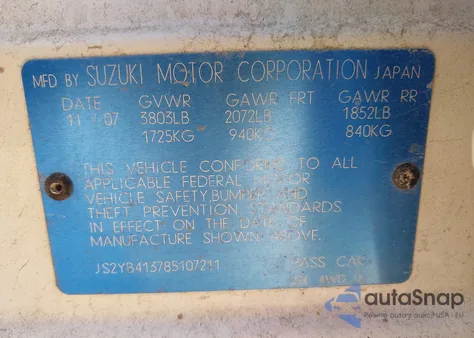 MFD BY SUZUKI MOTOR CORPORATION JAPAN
DATE GVWR GAWR FRT GAWR RR
11 07 3803LB 2072LB 1852LB
1725KG 940KG 840KG
THIS VEHICLE CONFORMS TO ALL
APPLICABLE FEDERAL MOTOR
VEHICLE SAFETY, BUMPER AND
THEFT PREVENTION STANDARDS
IN EFFECT ON THE DATE OF
MANUFACTURE SHOWN ABOVE.
JS2YB413785107211 PASS CAR
4WD
autoSnap